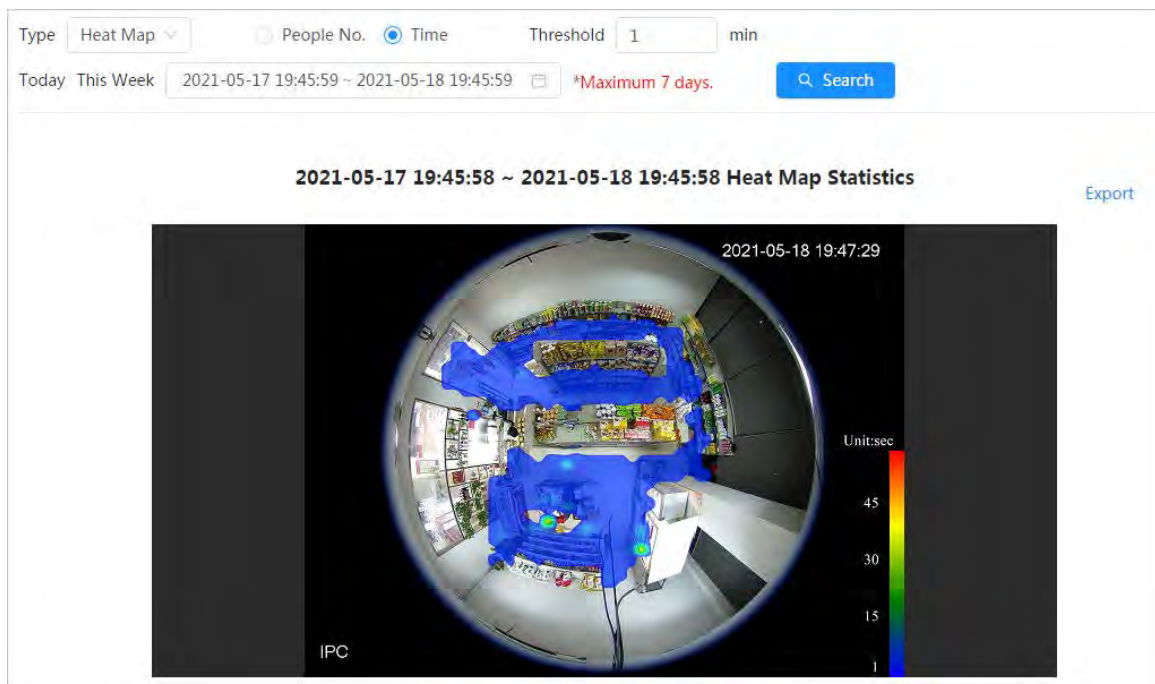 Type Heat Map People No. Time Threshold 1 min
Today This Week 2021-05-17 19:45:59 ~ 2021-05-18 19:45:59 *Maximum 7 days. Search
2021-05-17 19:45:58 ~ 2021-05-18 19:45:58 Heat Map Statistics
Export
2021-05-18 19:47:29
Unit:sec
45
30
15
IPC
1